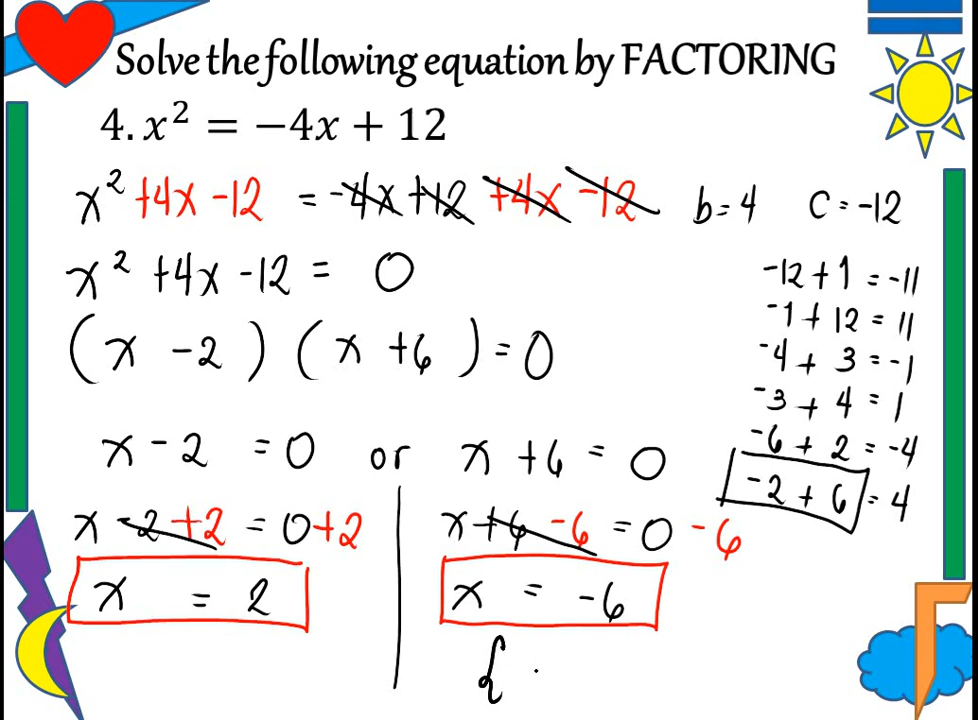 Solve the following equation by FACTORING
4. x² = −4x + 12
x² +4x -12 = -4x +12 +4x -12
b = 4 c = -12
x² +4x -12 = 0
(x -2) (x +6) = 0
x - 2 = 0 or x +6 = 0
x -2 +2 = 0 +2
x +6 -6 = 0 -6
x = 2
x = -6
{
-12 + 1 = -11
-1 + 12 = 11
-4 + 3 = -1
-3 + 4 = 1
-6 + 2 = -4
-2 + 6 = 4